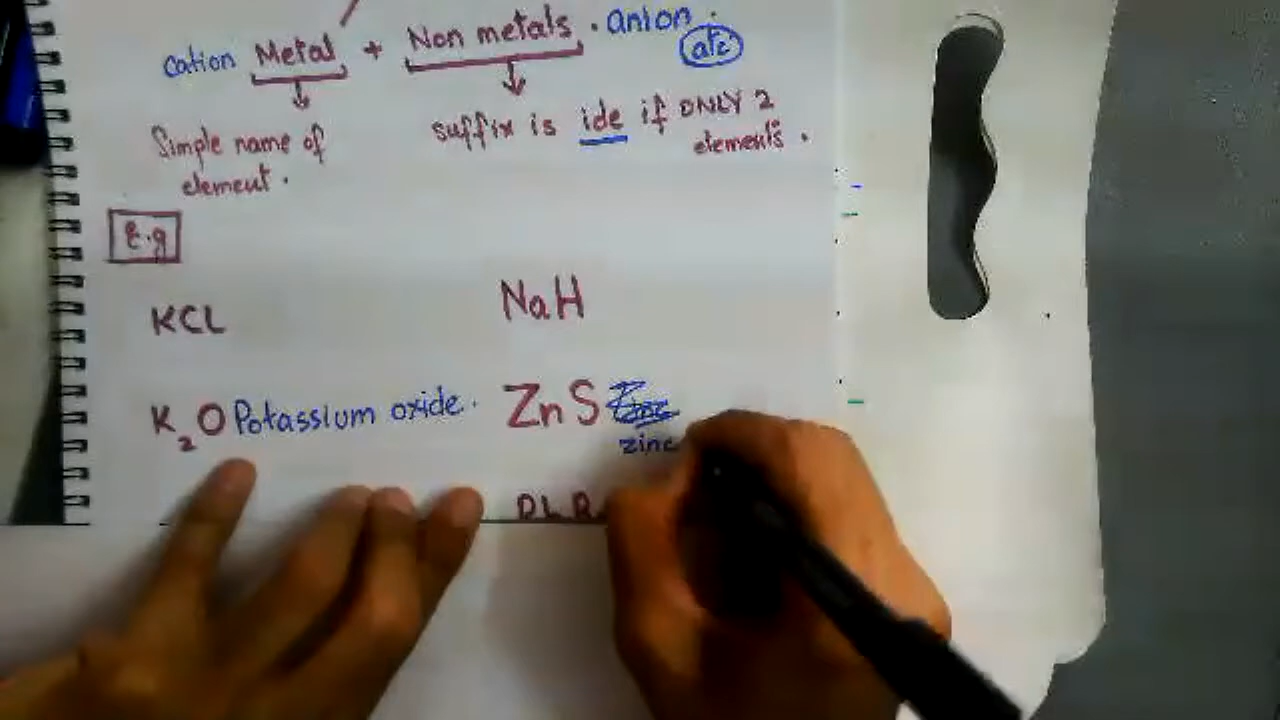 Cation Metal + Non metals . anion .
ate
Simple name of element .
suffix is ide if ONLY 2 elements .
E.g
KCL
NaH
K2O Potassium oxide .
ZnS
zinc